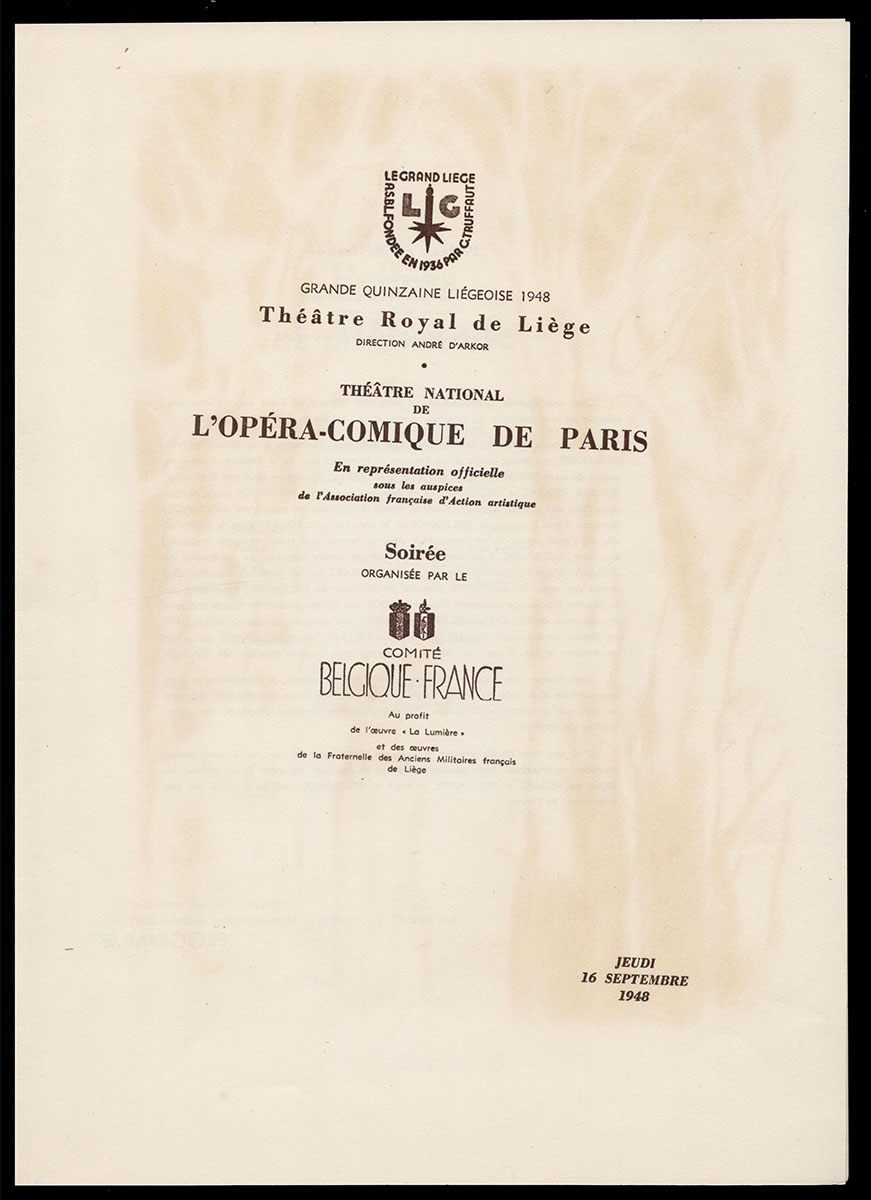 LE GRAND LIEGE
A.S.B.L. FONDEE EN 1936 PAR G. TRUFFAUT
LIG
GRANDE QUINZAINE LIÉGEOISE 1948
Théâtre Royal de Liège
DIRECTION ANDRÉ D'ARKOR
•
THÉÂTRE NATIONAL
DE
L'OPÉRA-COMIQUE DE PARIS
En représentation officielle
sous les auspices
de l'Association française d'Action artistique
Soirée
ORGANISÉE PAR LE
COMITÉ
BELGIQUE·FRANCE
Au profit
de l'œuvre « La Lumière »
et des œuvres
de la Fraternelle des Anciens Militaires français
de Liège
PROGRAMME
JEUDI
16 SEPTEMBRE
1948